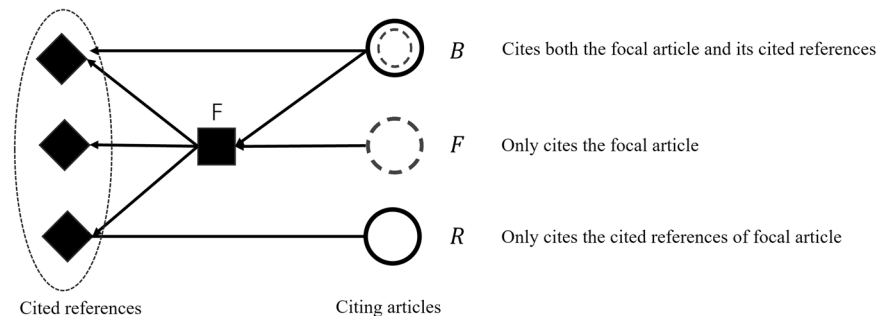 B Cites both the focal article and its cited references
F
F Only cites the focal article
R Only cites the cited references of focal article
Cited references Citing articles